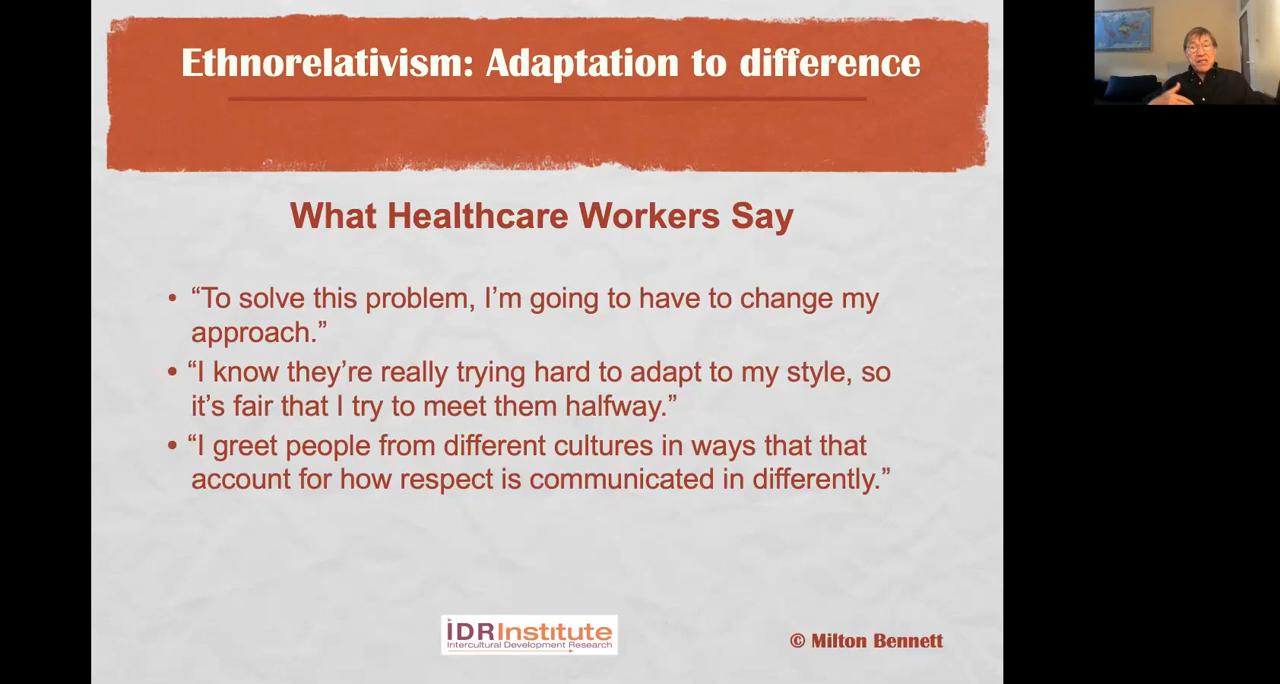 Ethnorelativism: Adaptation to difference
What Healthcare Workers Say
• “To solve this problem, I’m going to have to change my
approach.”
• “I know they’re really trying hard to adapt to my style, so
it’s fair that I try to meet them halfway.”
• “I greet people from different cultures in ways that that
account for how respect is communicated in differently.”
IDRInstitute
Intercultural Development Research
© Milton Bennett